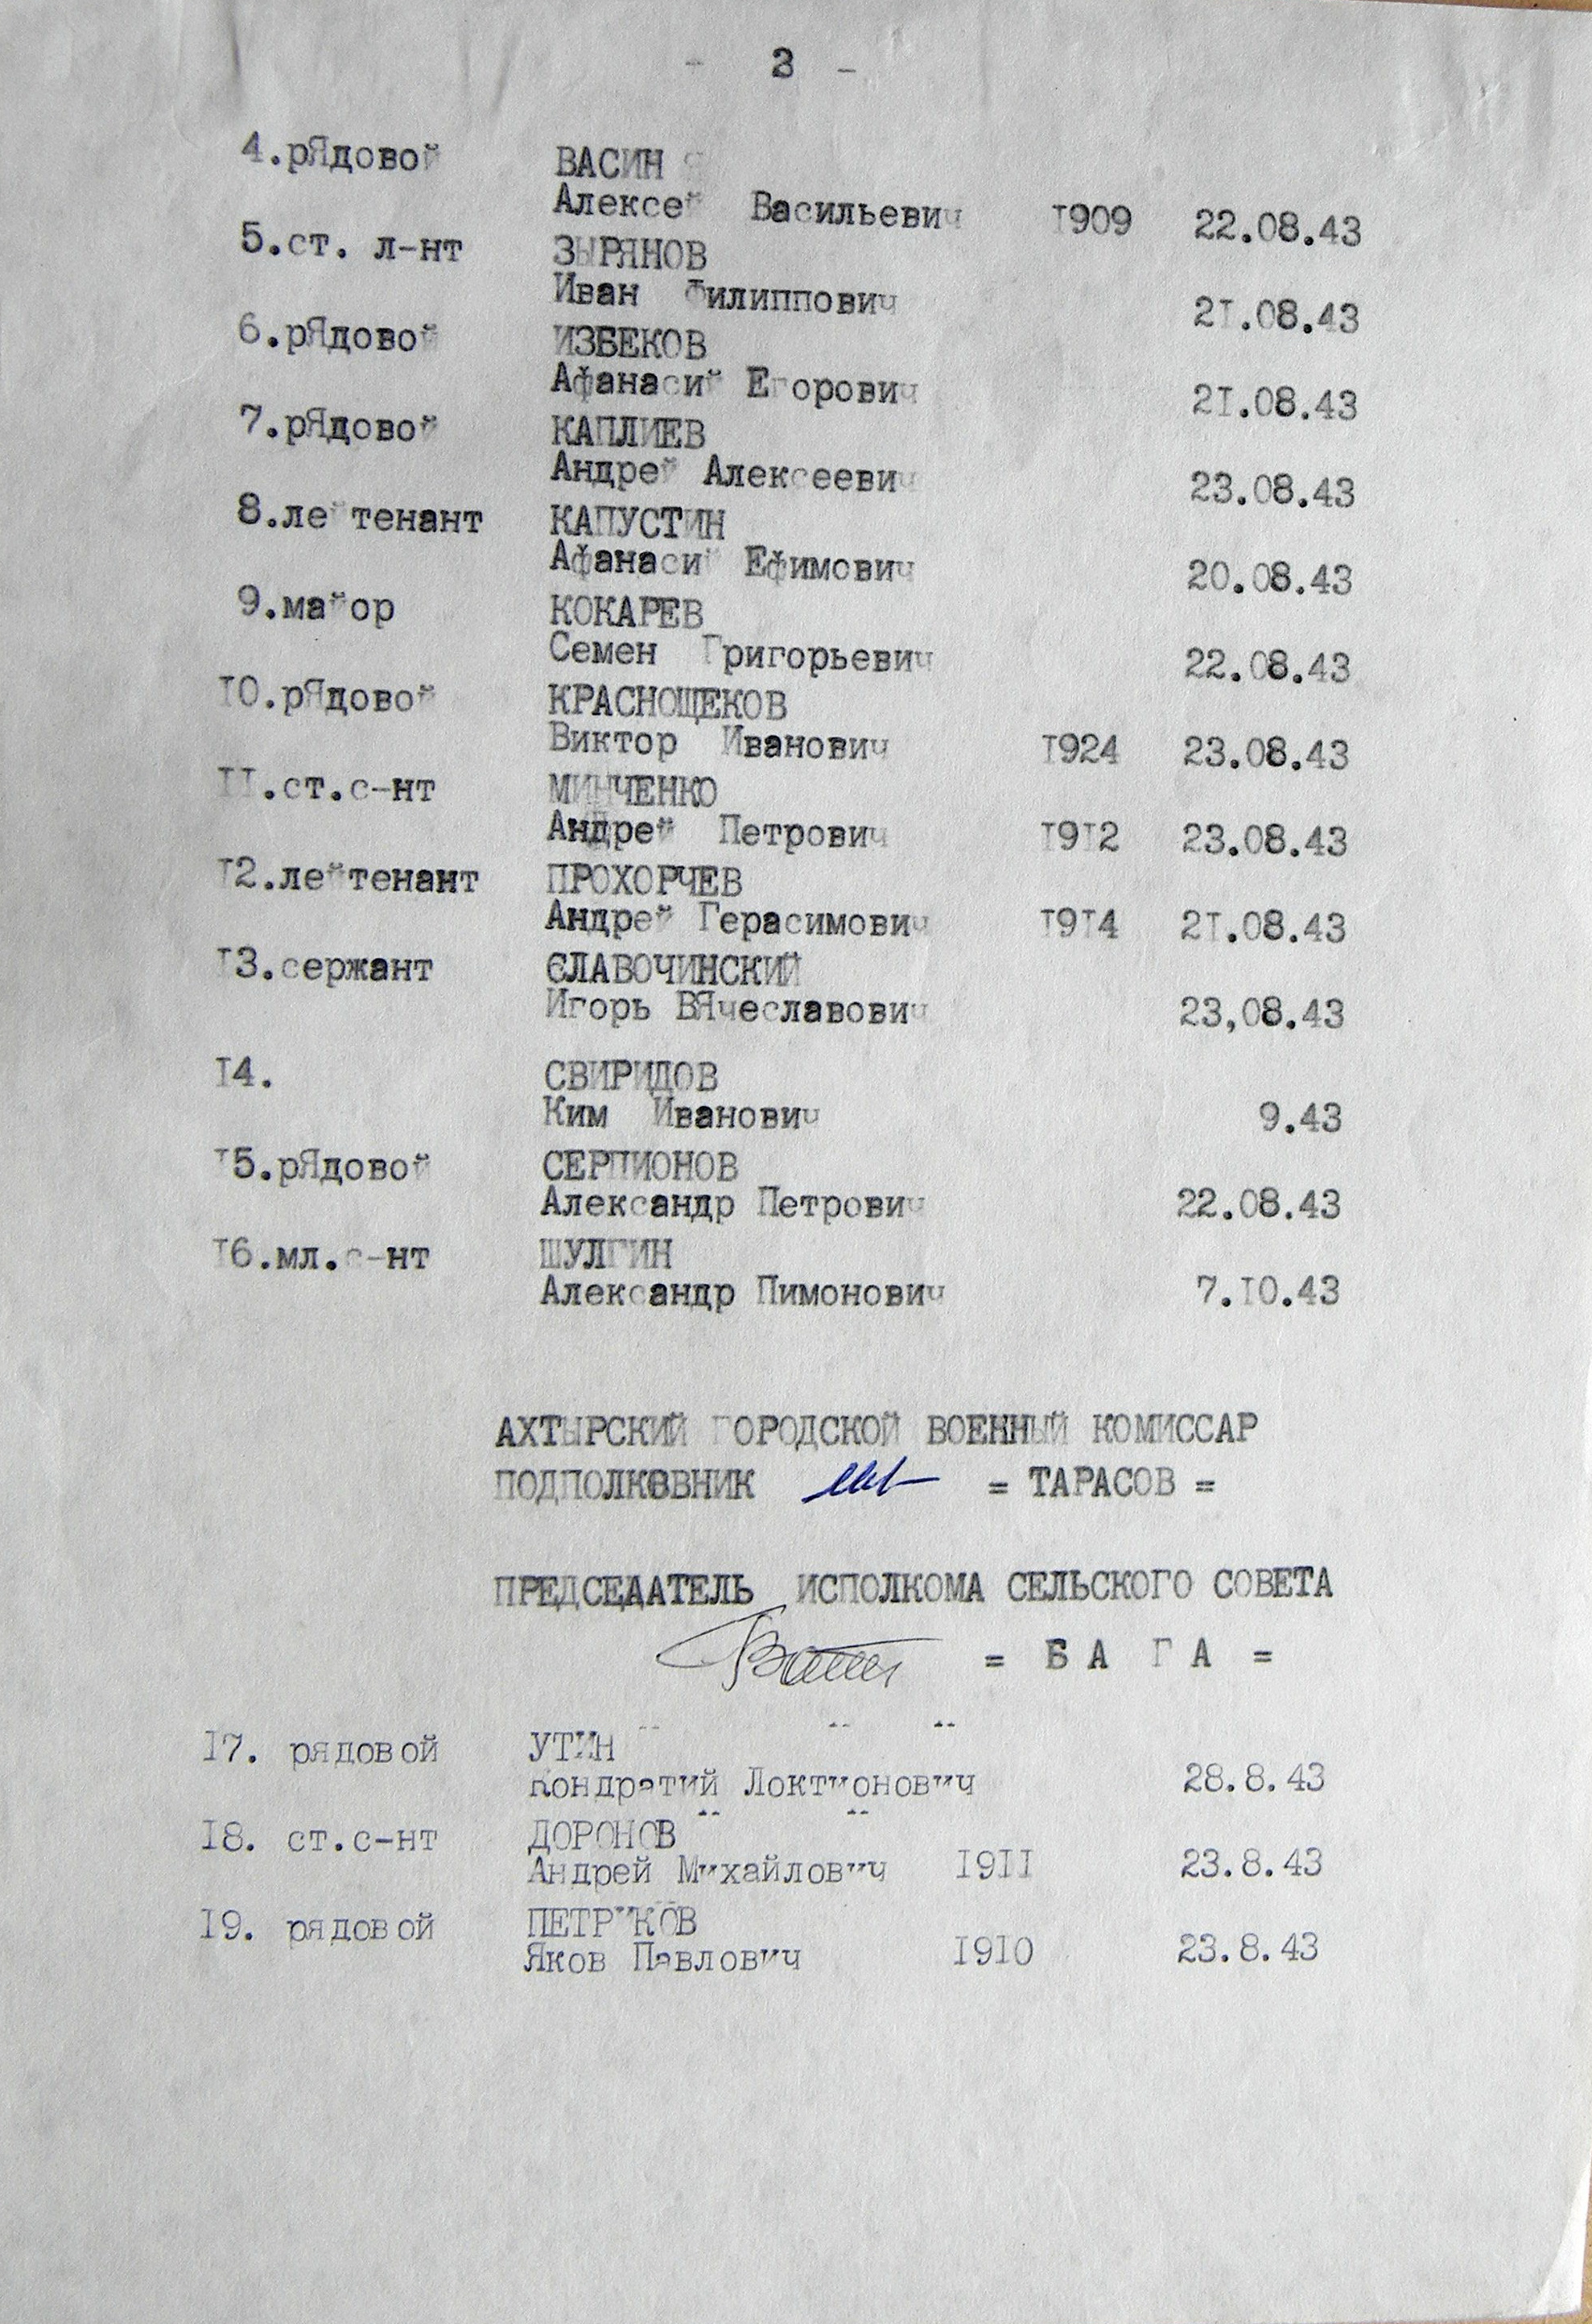 - 3 -
4.рядовой ВАСИН
Алексей Васильевич 1909 22.08.43
5.ст. л-нт ЗЫРЯНОВ
Иван Филиппович 21.08.43
6.рядовой ИЗБЕКОВ
Афанасий Егорович 21.08.43
7.рядовой КАПЛИЕВ
Андрей Алексеевич 23.08.43
8.лейтенант КАПУСТИН
Афанасий Ефимович 20.08.43
9.майор КОКАРЕВ
Семен Григорьевич 22.08.43
10.рядовой КРАСНОЩЕКОВ
Виктор Иванович 1924 23.08.43
11.ст.с-нт МИНЧЕНКО
Андрей Петрович 1912 23.08.43
12.лейтенант ПРОХОРЧЕВ
Андрей Герасимович 1914 21.08.43
13.сержант СЛАВОЧИНСКИЙ
Игорь Вячеславович 23,08.43
14. СВИРИДОВ
Ким Иванович 9.43
15.рядовой СЕРПИОНОВ
Александр Петрович 22.08.43
16.мл.с-нт ШУЛГИН
Александр Пимонович 7.10.43
АХТЫРСКИЙ ГОРОДСКОЙ ВОЕННЫЙ КОМИССАР
ПОДПОЛКОВНИК = ТАРАСОВ =
ПРЕДСЕДАТЕЛЬ ИСПОЛКОМА СЕЛЬСКОГО СОВЕТА
= Б А Г А =
17. рядовой УТИН
Кондратий Локтионович 28.8.43
18. ст.с-нт ДОРОНОВ
Андрей Михайлович 1911 23.8.43
19. рядовой ПЕТРИКОВ
Яков Павлович 1910 23.8.43